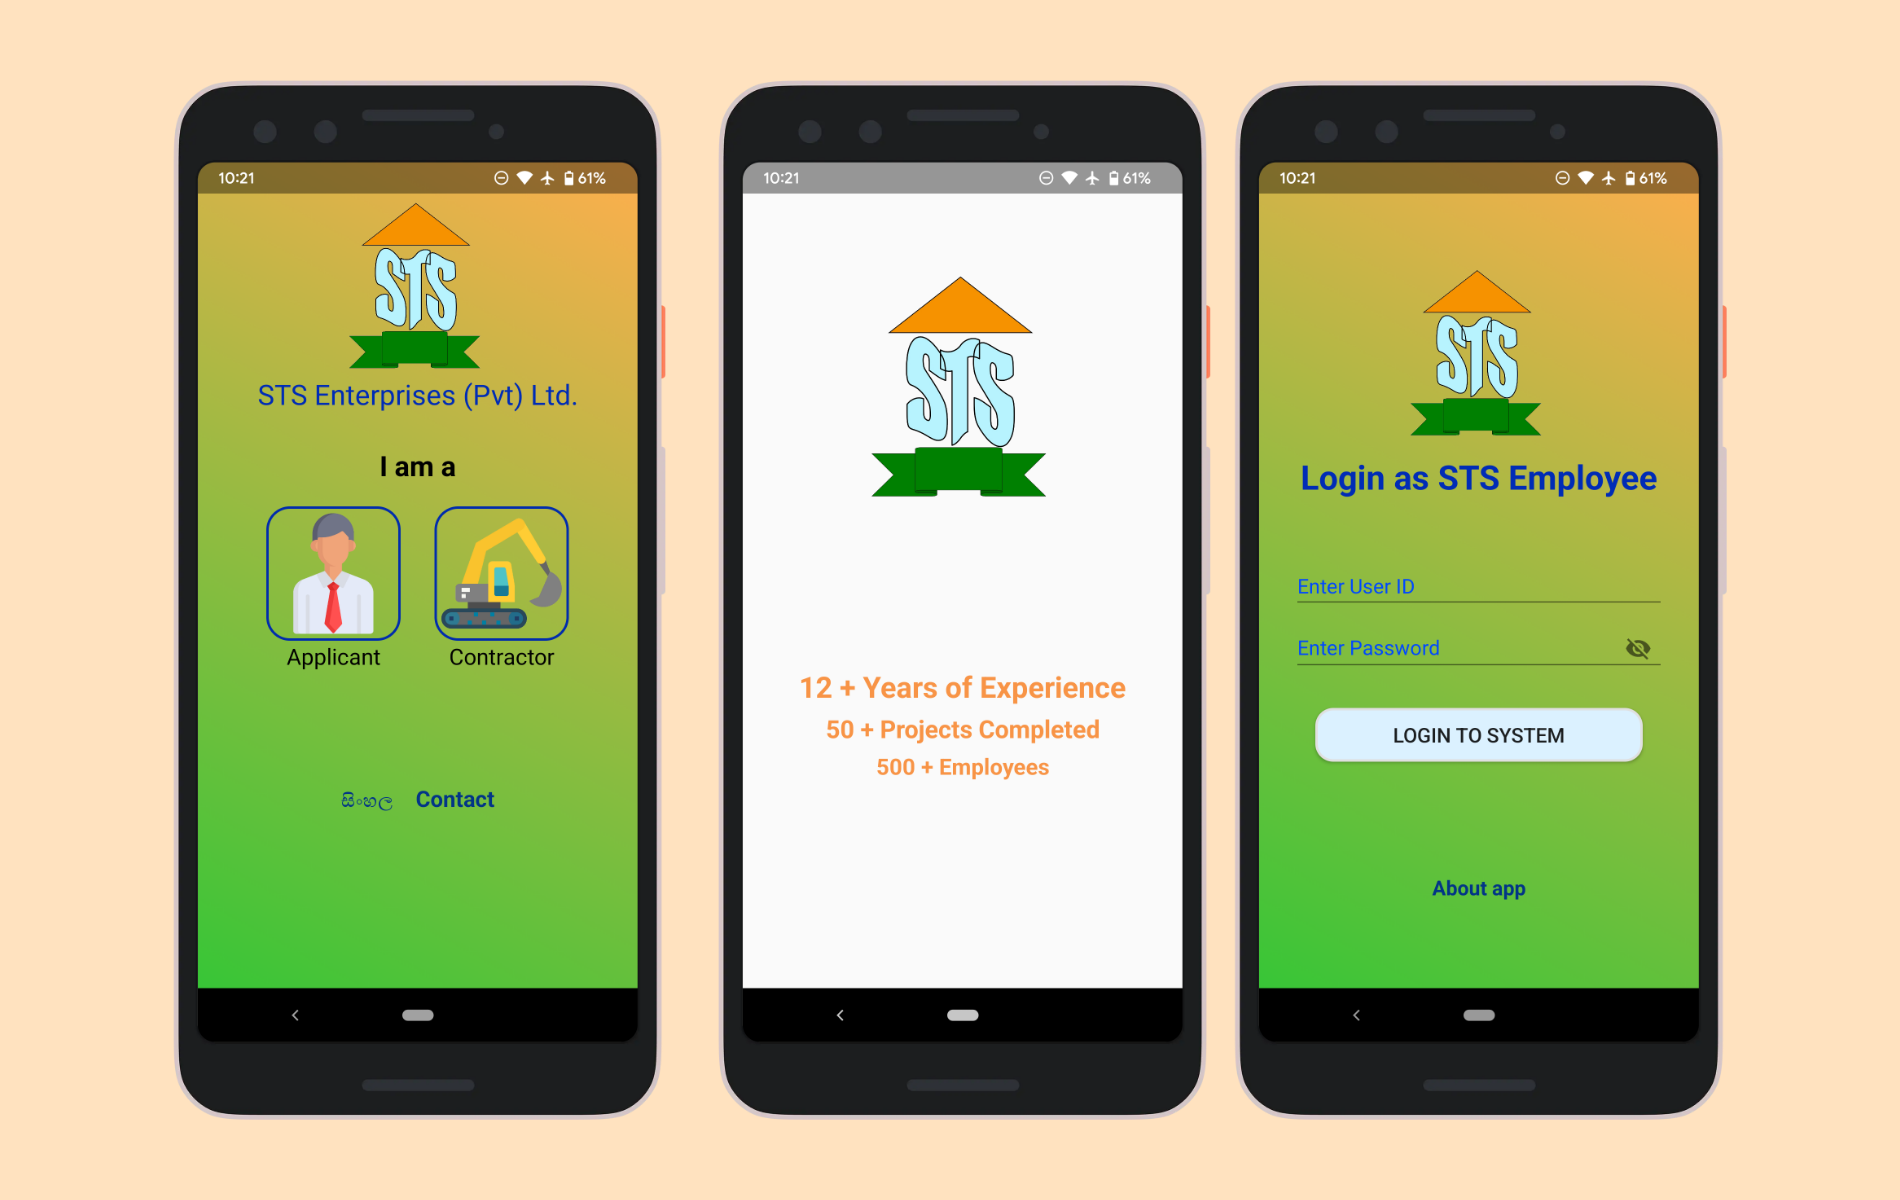 10:21
61%
STS
STS Enterprises (Pvt) Ltd.
I am a
Applicant
Contractor
සිංහල
Contact
10:21
61%
STS
12 + Years of Experience
50 + Projects Completed
500 + Employees
10:21
61%
STS
Login as STS Employee
Enter User ID
Enter Password
LOGIN TO SYSTEM
About app